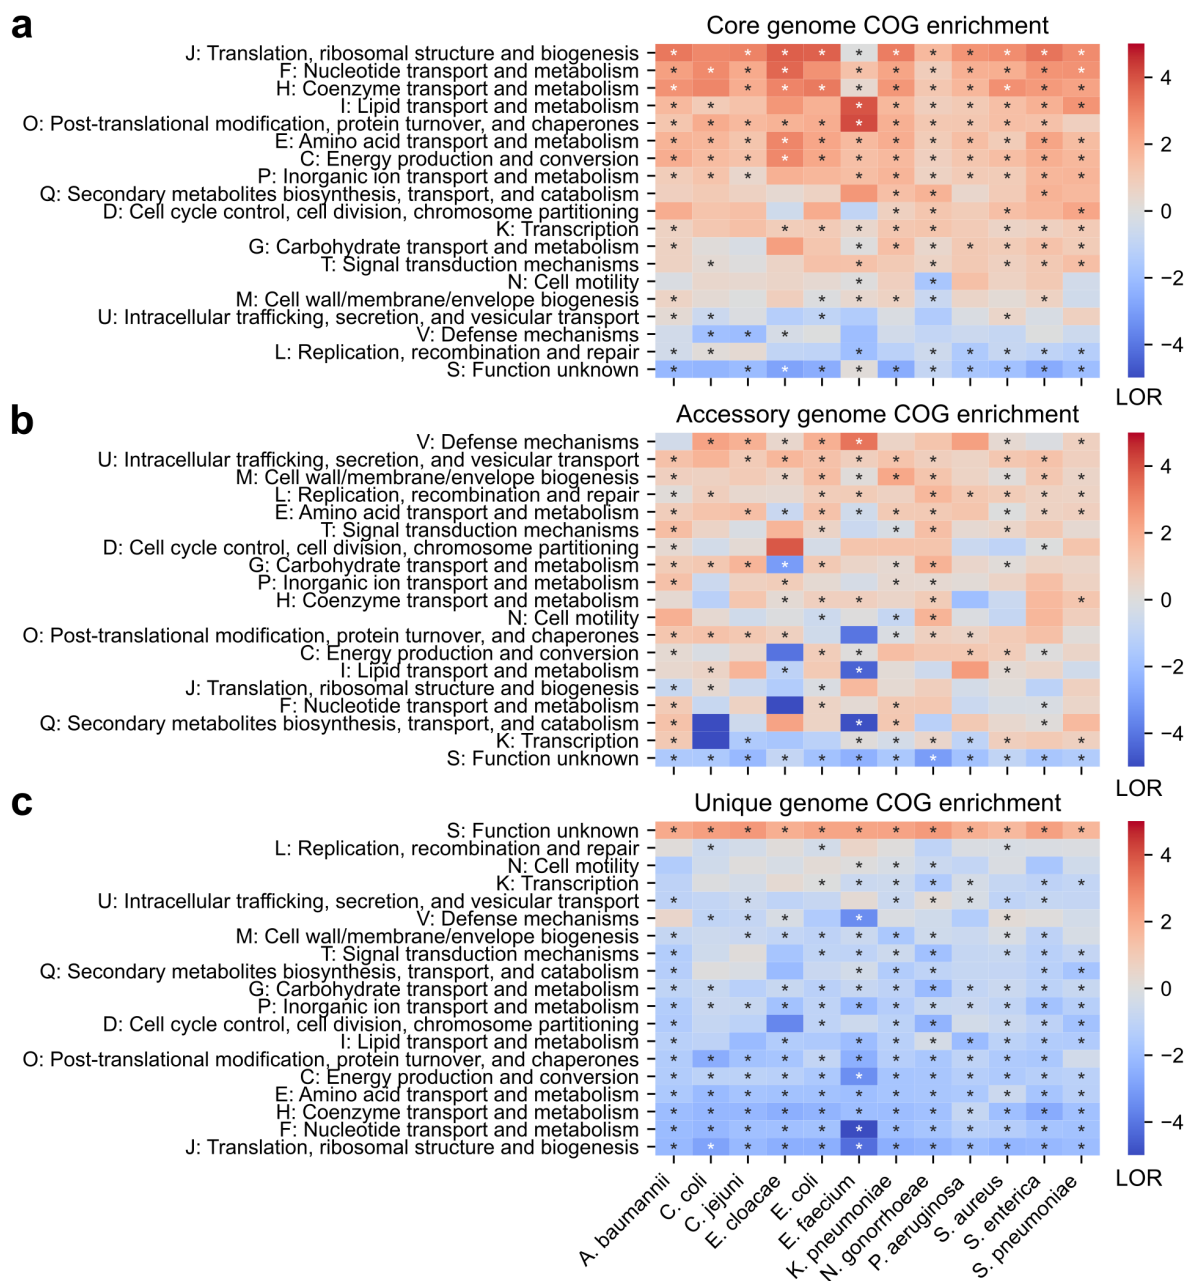 a
Core genome COG enrichment
J: Translation, ribosomal structure and biogenesis
F: Nucleotide transport and metabolism
H: Coenzyme transport and metabolism
I: Lipid transport and metabolism
O: Post-translational modification, protein turnover, and chaperones
E: Amino acid transport and metabolism
C: Energy production and conversion
P: Inorganic ion transport and metabolism
Q: Secondary metabolites biosynthesis, transport, and catabolism
D: Cell cycle control, cell division, chromosome partitioning
K: Transcription
G: Carbohydrate transport and metabolism
T: Signal transduction mechanisms
N: Cell motility
M: Cell wall/membrane/envelope biogenesis
U: Intracellular trafficking, secretion, and vesicular transport
V: Defense mechanisms
L: Replication, recombination and repair
S: Function unknown
4
2
0
−2
−4
LOR
b
Accessory genome COG enrichment
V: Defense mechanisms
U: Intracellular trafficking, secretion, and vesicular transport
M: Cell wall/membrane/envelope biogenesis
L: Replication, recombination and repair
E: Amino acid transport and metabolism
T: Signal transduction mechanisms
D: Cell cycle control, cell division, chromosome partitioning
G: Carbohydrate transport and metabolism
P: Inorganic ion transport and metabolism
H: Coenzyme transport and metabolism
N: Cell motility
O: Post-translational modification, protein turnover, and chaperones
C: Energy production and conversion
I: Lipid transport and metabolism
J: Translation, ribosomal structure and biogenesis
F: Nucleotide transport and metabolism
Q: Secondary metabolites biosynthesis, transport, and catabolism
K: Transcription
S: Function unknown
4
2
0
−2
−4
LOR
c
Unique genome COG enrichment
S: Function unknown
L: Replication, recombination and repair
N: Cell motility
K: Transcription
U: Intracellular trafficking, secretion, and vesicular transport
V: Defense mechanisms
M: Cell wall/membrane/envelope biogenesis
T: Signal transduction mechanisms
Q: Secondary metabolites biosynthesis, transport, and catabolism
G: Carbohydrate transport and metabolism
P: Inorganic ion transport and metabolism
D: Cell cycle control, cell division, chromosome partitioning
I: Lipid transport and metabolism
O: Post-translational modification, protein turnover, and chaperones
C: Energy production and conversion
E: Amino acid transport and metabolism
H: Coenzyme transport and metabolism
F: Nucleotide transport and metabolism
J: Translation, ribosomal structure and biogenesis
4
2
0
−2
−4
LOR
A. baumannii
C. coli
C. jejuni
E. cloacae
E. coli
E. faecium
K. pneumoniae
N. gonorrhoeae
P. aeruginosa
S. aureus
S. enterica
S. pneumoniae